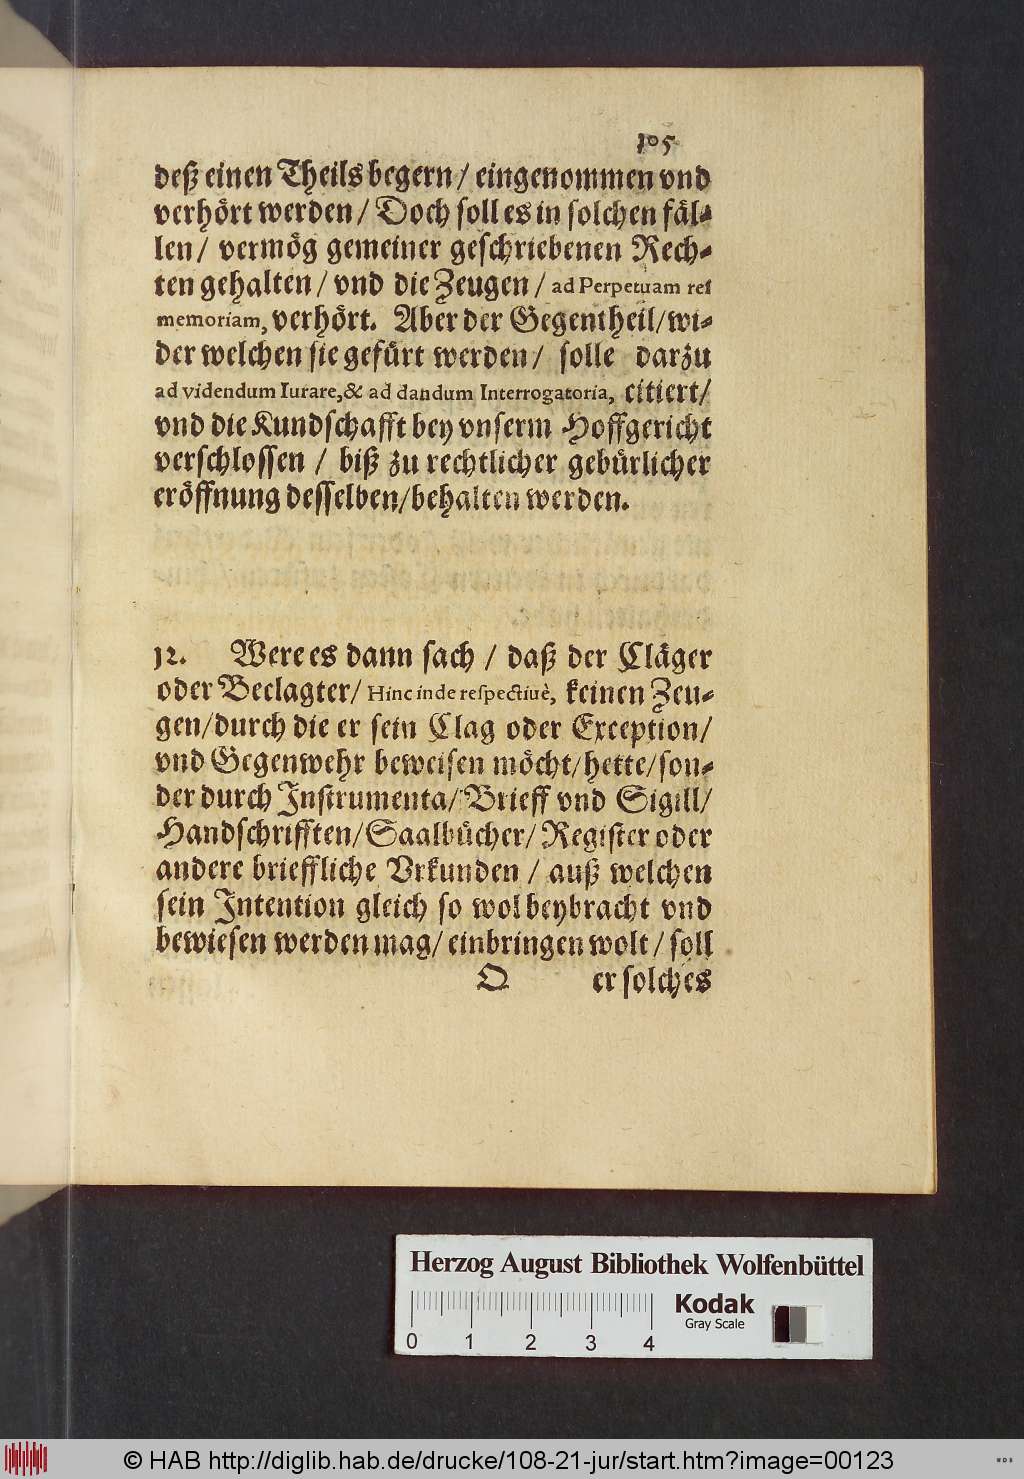 105
deß einen Theils begern / eingenommen vnd
verhört werden / Doch soll es in solchen fäl-
len / vermög gemeiner geschriebenen Rech-
ten gehalten / vnd die Zeugen / ad Perpetuam rei
memoriam, verhört. Aber der Gegentheil / wi-
der welchen sie gefürt werden / solle darzu
ad videndum Iurare, & ad dandum Interrogatoria, citiert /
vnd die Kundschafft bey vnserm Hoffgericht
verschlossen / biß zu rechtlicher gebürlicher
eröffnung desselben / behalten werden.
12. Were es dann sach / daß der Cläger
oder Beclagter / Hinc inde respectiuè, keinen Zeu-
gen / durch die er sein Clag oder Exception /
vnd Gegenwehr beweisen möcht / hette / son-
der durch Instrumenta / Brieff vnd Sigill /
Handschrifften / Saalbücher / Register oder
andere brieffliche Vrkunden / auß welchen
sein Intention gleich so wol beybracht vnd
bewiesen werden mag / einbringen wolt / soll
O er solches
Herzog August Bibliothek Wolfenbüttel
Kodak
Gray Scale
0 1 2 3 4
© HAB http://diglib.hab.de/drucke/108-21-jur/start.htm?image=00123